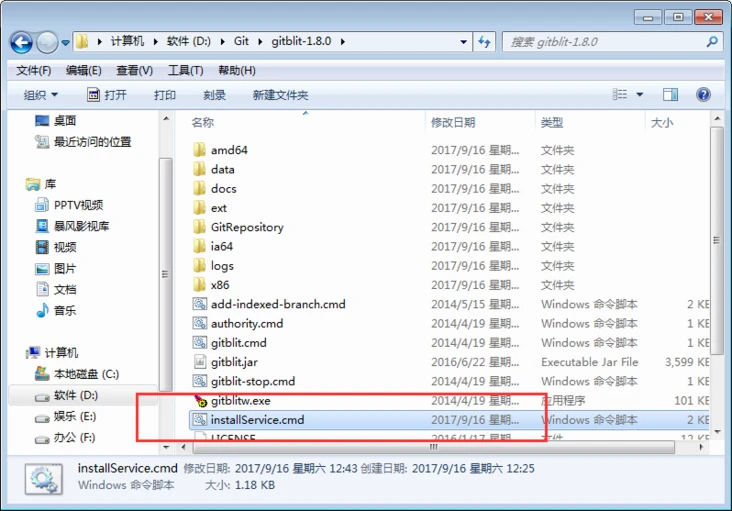 计算机 软件 (D:) Git gitblit-1.8.0 搜索 gitblit-1.8.0
文件(F) 编辑(E) 查看(V) 工具(T) 帮助(H)
组织 打开 打印 刻录 新建文件夹
桌面
最近访问的位置
库
PPTV视频
暴风影视库
视频
图片
文档
音乐
计算机
本地磁盘 (C:)
软件 (D:)
娱乐 (E:)
办公 (F:)
名称 修改日期 类型 大小
amd64 2017/9/16 星期... 文件夹
data 2017/9/16 星期... 文件夹
docs 2017/9/16 星期... 文件夹
ext 2017/9/16 星期... 文件夹
GitRepository 2017/9/16 星期... 文件夹
ia64 2017/9/16 星期... 文件夹
logs 2017/9/16 星期... 文件夹
x86 2017/9/16 星期... 文件夹
add-indexed-branch.cmd 2014/5/15 星期... Windows 命令脚本 2 KB
authority.cmd 2014/4/19 星期... Windows 命令脚本 1 KB
gitblit.cmd 2014/4/19 星期... Windows 命令脚本 1 KB
gitblit.jar 2016/6/22 星期... Executable Jar File 3,599 KB
gitblit-stop.cmd 2014/4/19 星期... Windows 命令脚本 1 KB
gitblitw.exe 2014/4/19 星期... 应用程序 101 KB
installService.cmd 2017/9/16 星期... Windows 命令脚本 2 KB
LICENSE 2016/1/17 星期... 文件 12 KB
installService.cmd 修改日期: 2017/9/16 星期六 12:43 创建日期: 2017/9/16 星期六 12:25
Windows 命令脚本 大小: 1.18 KB